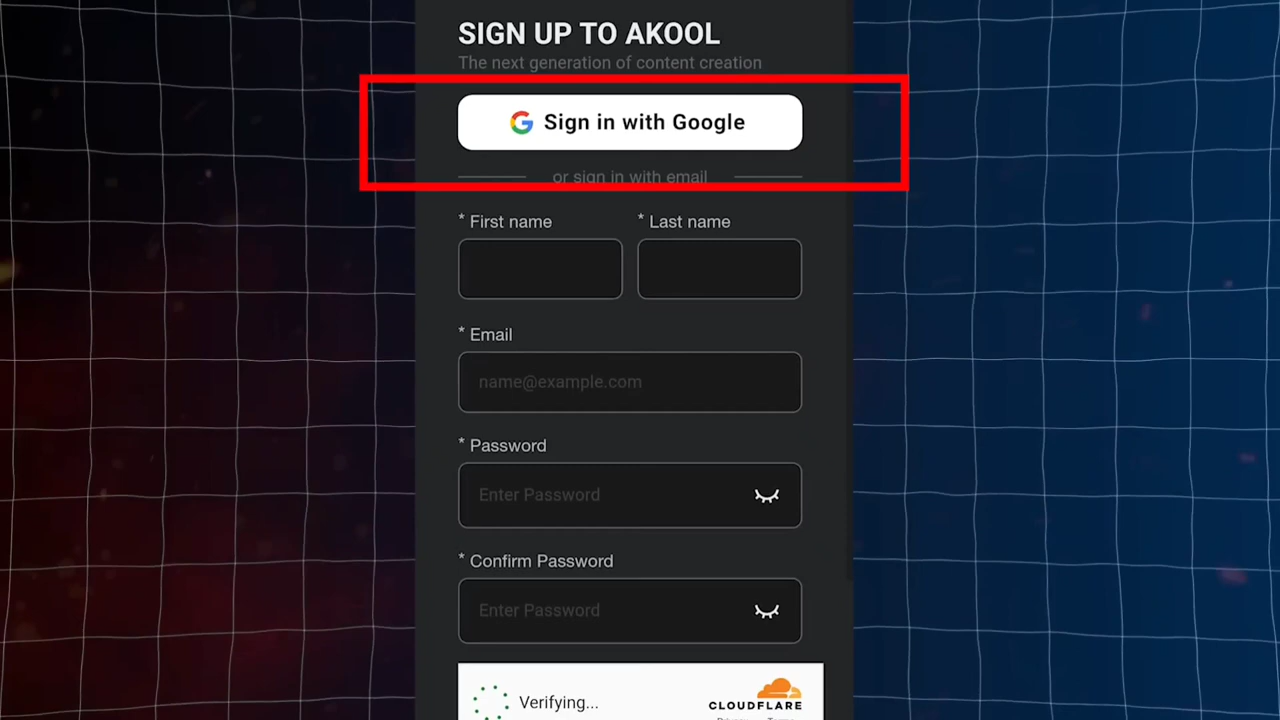 SIGN UP TO AKOOL
The next generation of content creation
Sign in with Google
or sign in with email
* First name * Last name
* Email
name@example.com
* Password
Enter Password
* Confirm Password
Enter Password
Verifying...
CLOUDFLARE